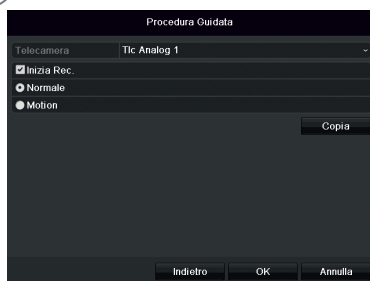 Procedura Guidata
Telecamera Tlc Analog 1
Inizia Rec.
Normale
Motion
Copia
Indietro OK Annulla